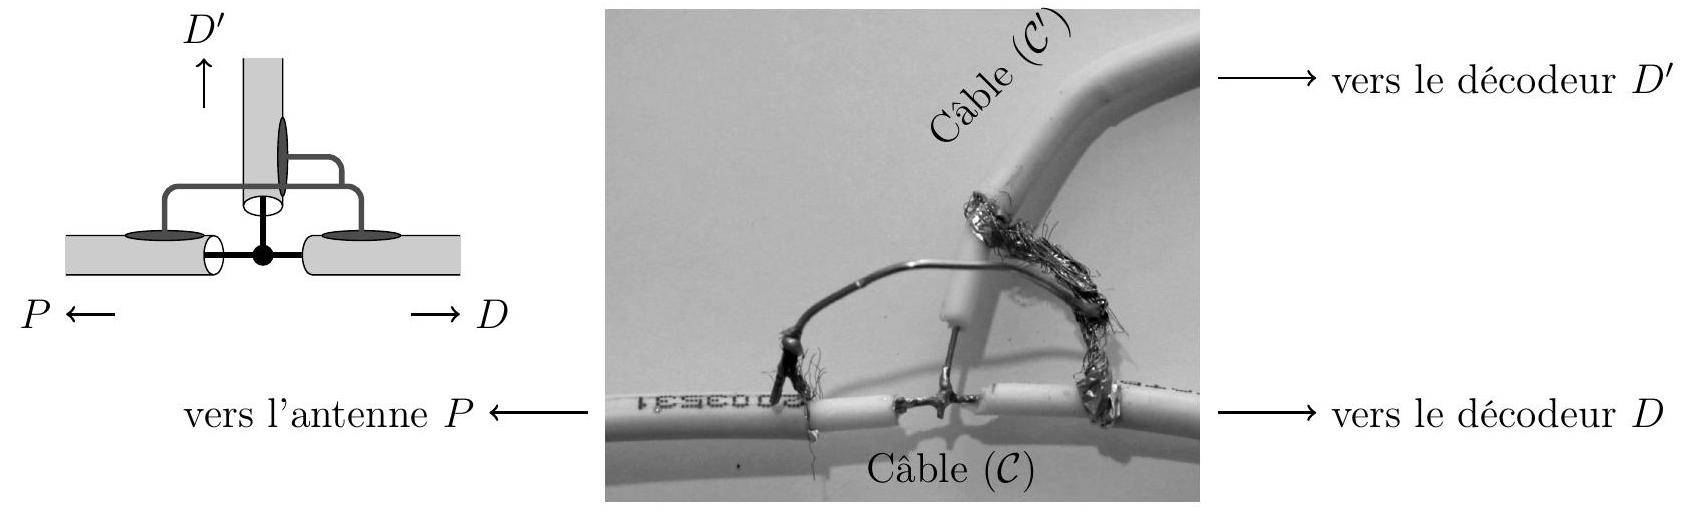 D′
P
D
Câble (𝒞′)
vers le décodeur D′
vers l'antenne P
vers le décodeur D
Câble (𝒞)